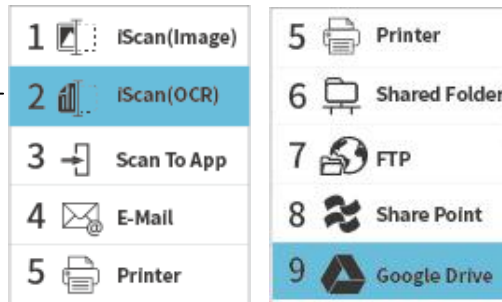 1 iScan(Image)
2 iScan(OCR)
3 Scan To App
4 E-Mail
5 Printer
5 Printer
6 Shared Folder
7 FTP
8 Share Point
9 Google Drive